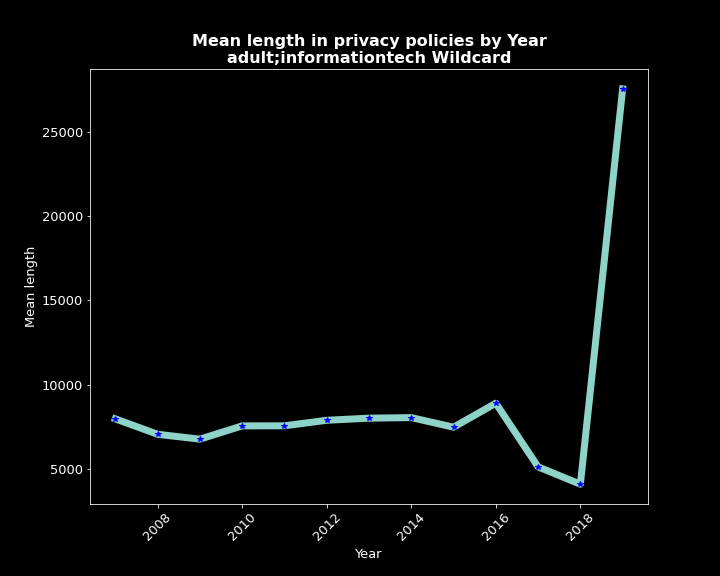 Mean length in privacy policies by Year
adult;informationtech Wildcard
25000
20000
15000
10000
5000
Mean length
2008
2010
2012
2014
2016
2018
Year